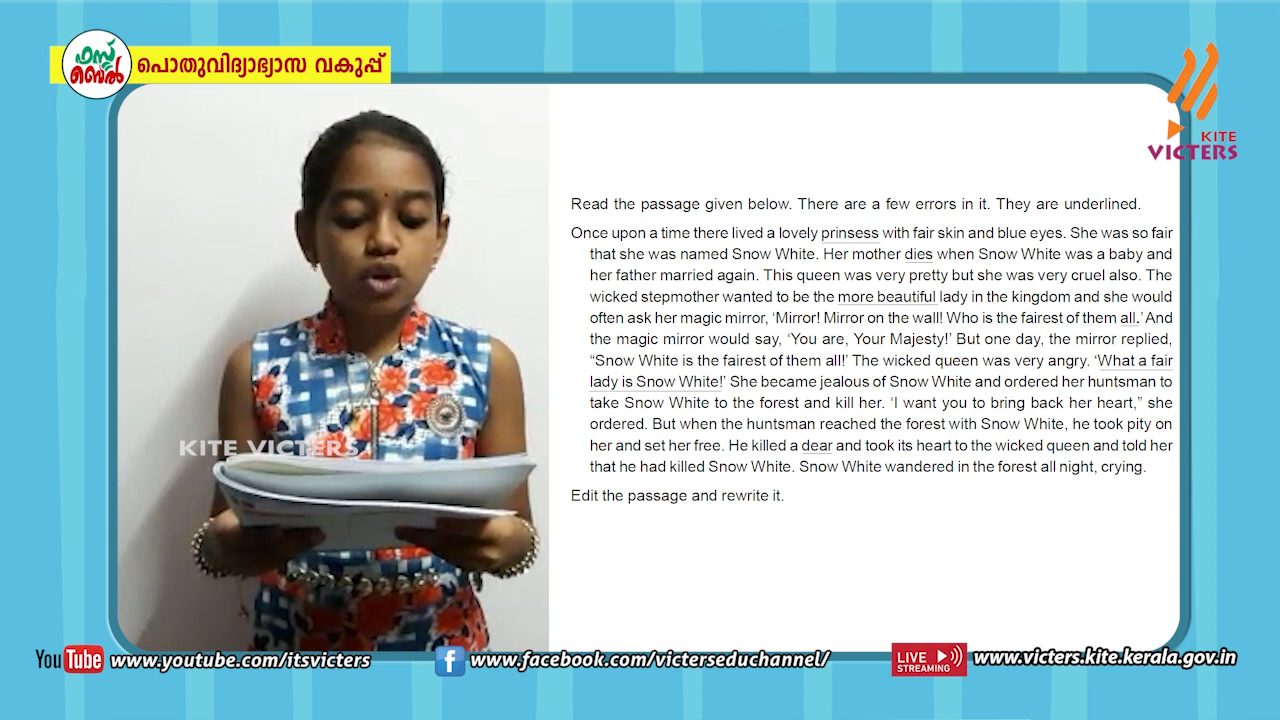 ഫസ്റ്റ്
ബെൽ
പൊതുവിദ്യാഭ്യാസ വകുപ്പ്
KITE
VICTERS
Read the passage given below. There are a few errors in it. They are underlined.
Once upon a time there lived a lovely prinsess with fair skin and blue eyes. She was so fair
that she was named Snow White. Her mother dies when Snow White was a baby and
her father married again. This queen was very pretty but she was very cruel also. The
wicked stepmother wanted to be the more beautiful lady in the kingdom and she would
often ask her magic mirror, ‘Mirror! Mirror on the wall! Who is the fairest of them all.’ And
the magic mirror would say, ‘You are, Your Majesty!’ But one day, the mirror replied,
“Snow White is the fairest of them all!’ The wicked queen was very angry. ‘What a fair
lady is Snow White!’ She became jealous of Snow White and ordered her huntsman to
take Snow White to the forest and kill her. ‘I want you to bring back her heart,” she
ordered. But when the huntsman reached the forest with Snow White, he took pity on
her and set her free. He killed a dear and took its heart to the wicked queen and told her
that he had killed Snow White. Snow White wandered in the forest all night, crying.
Edit the passage and rewrite it.
KITE VICTERS
YouTube www.youtube.com/itsvicters
f www.facebook.com/victerseduchannel/
LIVE
STREAMING
www.victers.kite.kerala.gov.in